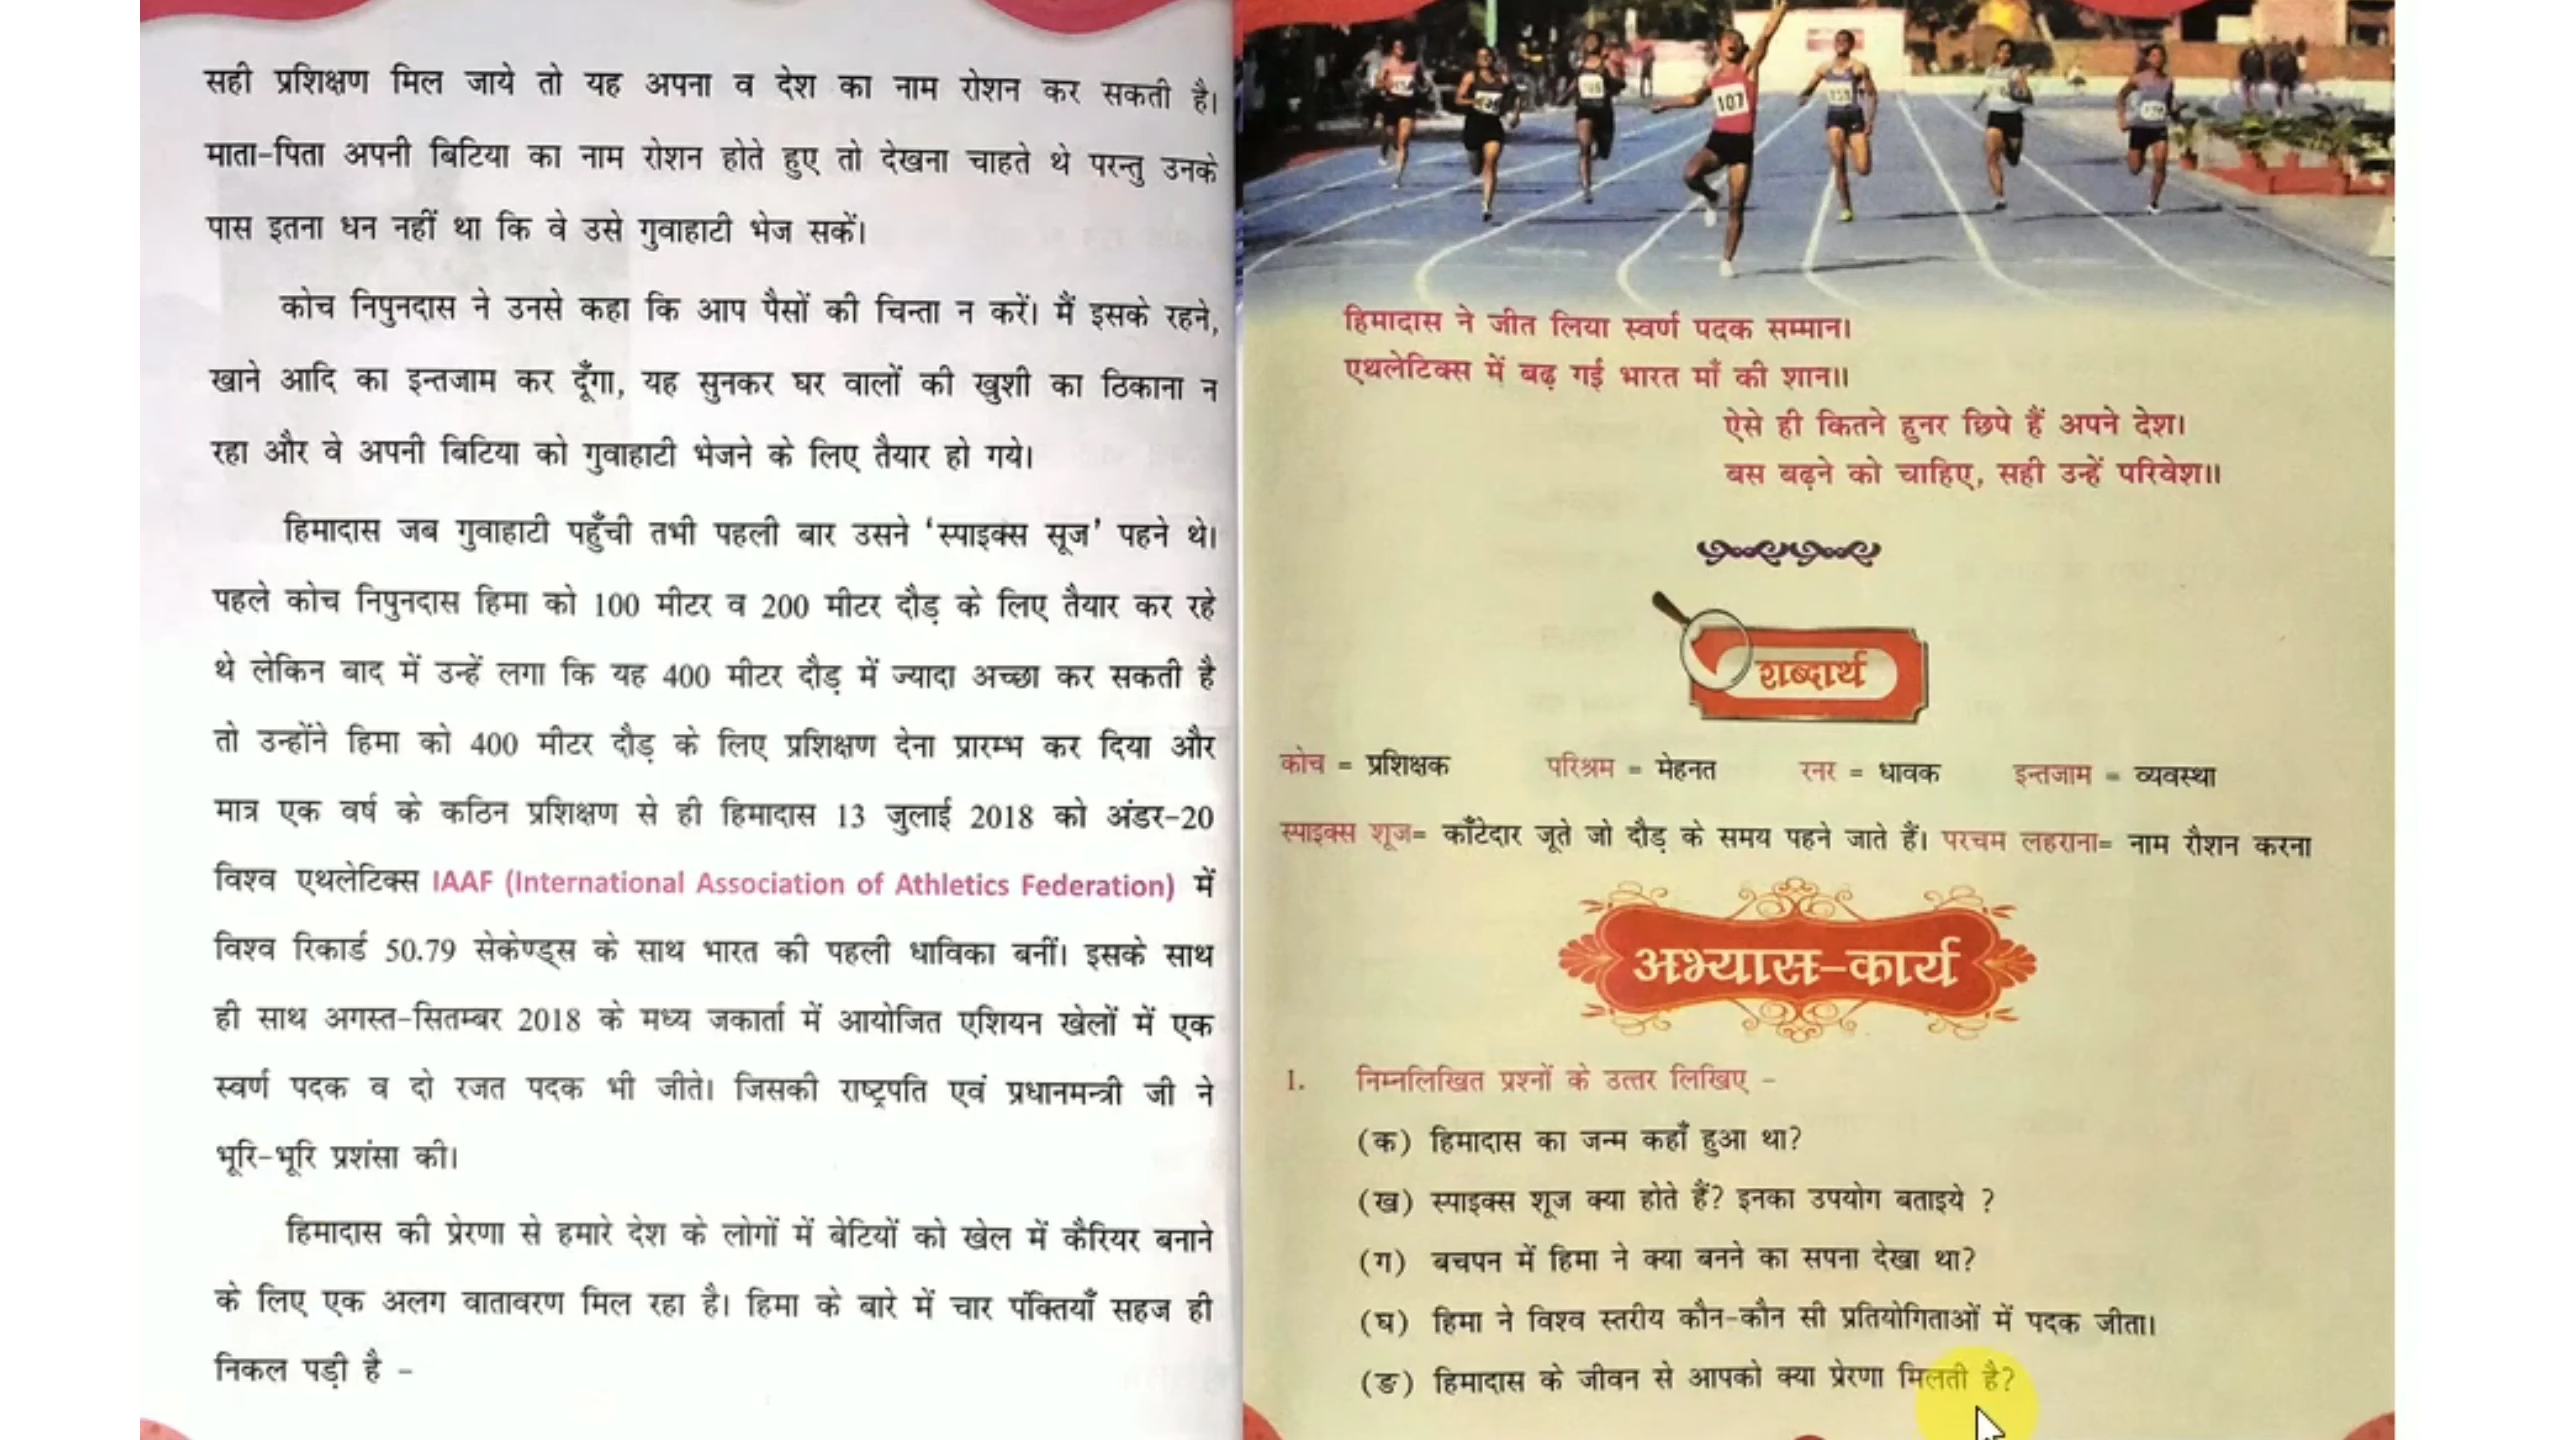 सही प्रशिक्षण मिल जाये तो यह अपना व देश का नाम रोशन कर सकती है।
माता-पिता अपनी बिटिया का नाम रोशन होते हुए तो देखना चाहते थे परन्तु उनके
पास इतना धन नहीं था कि वे उसे गुवाहाटी भेज सकें।
कोच निपुनदास ने उनसे कहा कि आप पैसों की चिन्ता न करें। मैं इसके रहने,
खाने आदि का इन्तजाम कर दूँगा, यह सुनकर घर वालों की खुशी का ठिकाना न
रहा और वे अपनी बिटिया को गुवाहाटी भेजने के लिए तैयार हो गये।
हिमादास जब गुवाहाटी पहुँची तभी पहली बार उसने ‘स्पाइक्स सूज’ पहने थे।
पहले कोच निपुनदास हिमा को 100 मीटर व 200 मीटर दौड़ के लिए तैयार कर रहे
थे लेकिन बाद में उन्हें लगा कि यह 400 मीटर दौड़ में ज्यादा अच्छा कर सकती है
तो उन्होंने हिमा को 400 मीटर दौड़ के लिए प्रशिक्षण देना प्रारम्भ कर दिया और
मात्र एक वर्ष के कठिन प्रशिक्षण से ही हिमादास 13 जुलाई 2018 को अंडर-20
विश्व एथलेटिक्स IAAF (International Association of Athletics Federation) में
विश्व रिकार्ड 50.79 सेकेण्ड्स के साथ भारत की पहली धाविका बनीं। इसके साथ
ही साथ अगस्त-सितम्बर 2018 के मध्य जकार्ता में आयोजित एशियन खेलों में एक
स्वर्ण पदक व दो रजत पदक भी जीते। जिसकी राष्ट्रपति एवं प्रधानमन्त्री जी ने
भूरि-भूरि प्रशंसा की।
हिमादास की प्रेरणा से हमारे देश के लोगों में बेटियों को खेल में कैरियर बनाने
के लिए एक अलग वातावरण मिल रहा है। हिमा के बारे में चार पंक्तियाँ सहज ही
निकल पड़ी है -
107
हिमादास ने जीत लिया स्वर्ण पदक सम्मान।
एथलेटिक्स में बढ़ गई भारत माँ की शान॥
ऐसे ही कितने हुनर छिपे हैं अपने देश।
बस बढ़ने को चाहिए, सही उन्हें परिवेश॥
शब्दार्थ
कोच = प्रशिक्षक परिश्रम = मेहनत रनर = धावक इन्तजाम = व्यवस्था
स्पाइक्स शूज= काँटेदार जूते जो दौड़ के समय पहने जाते हैं। परचम लहराना= नाम रौशन करना
अभ्यास-कार्य
1. निम्नलिखित प्रश्नों के उत्तर लिखिए -
(क) हिमादास का जन्म कहाँ हुआ था?
(ख) स्पाइक्स शूज क्या होते हैं? इनका उपयोग बताइये ?
(ग) बचपन में हिमा ने क्या बनने का सपना देखा था?
(घ) हिमा ने विश्व स्तरीय कौन-कौन सी प्रतियोगिताओं में पदक जीता।
(ङ) हिमादास के जीवन से आपको क्या प्रेरणा मिलती है?